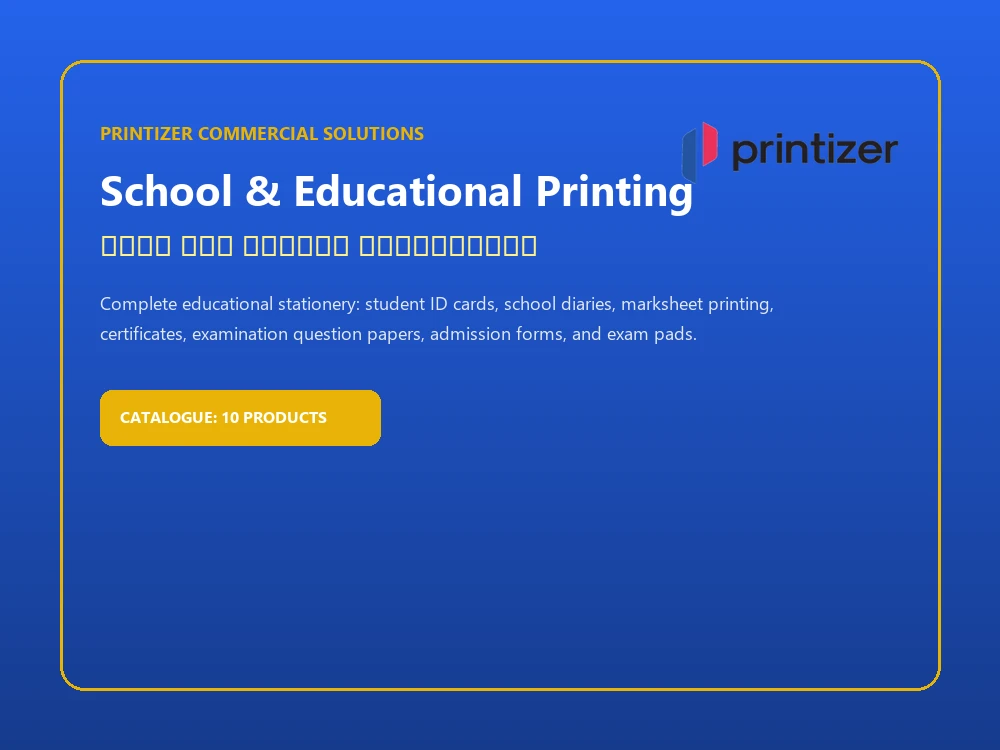 PRINTIZER COMMERCIAL SOLUTIONS
printizer
School & Educational Printing
Complete educational stationery: student ID cards, school diaries, marksheet printing,
certificates, examination question papers, admission forms, and exam pads.
CATALOGUE: 10 PRODUCTS